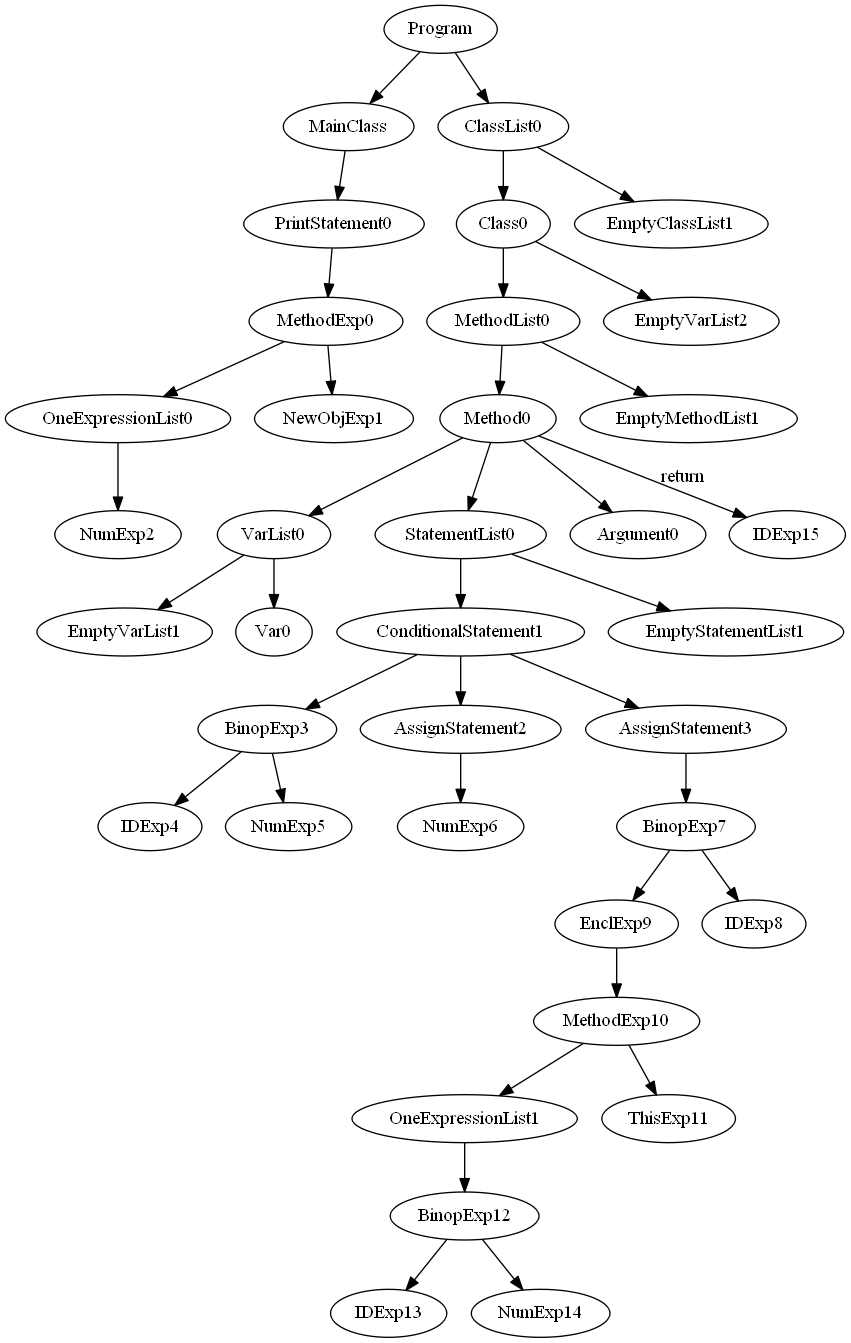 Program
MainClass
ClassList0
PrintStatement0
Class0
EmptyClassList1
MethodExp0
MethodList0
EmptyVarList2
OneExpressionList0
NewObjExp1
Method0
EmptyMethodList1
return
NumExp2
VarList0
StatementList0
Argument0
IDExp15
EmptyVarList1
Var0
ConditionalStatement1
EmptyStatementList1
BinopExp3
AssignStatement2
AssignStatement3
IDExp4
NumExp5
NumExp6
BinopExp7
EnclExp9
IDExp8
MethodExp10
OneExpressionList1
ThisExp11
BinopExp12
IDExp13
NumExp14